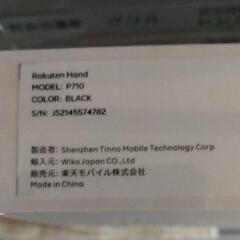 Rakuten Hand
MODEL: P710
COLOR: BLACK
S/N: JS2145574782
製造者：Shenzhen Tinno Mobile Technology Corp
輸入元：Wiko Japan CO.,Ltd
販売元：楽天モバイル株式会社
Made in China